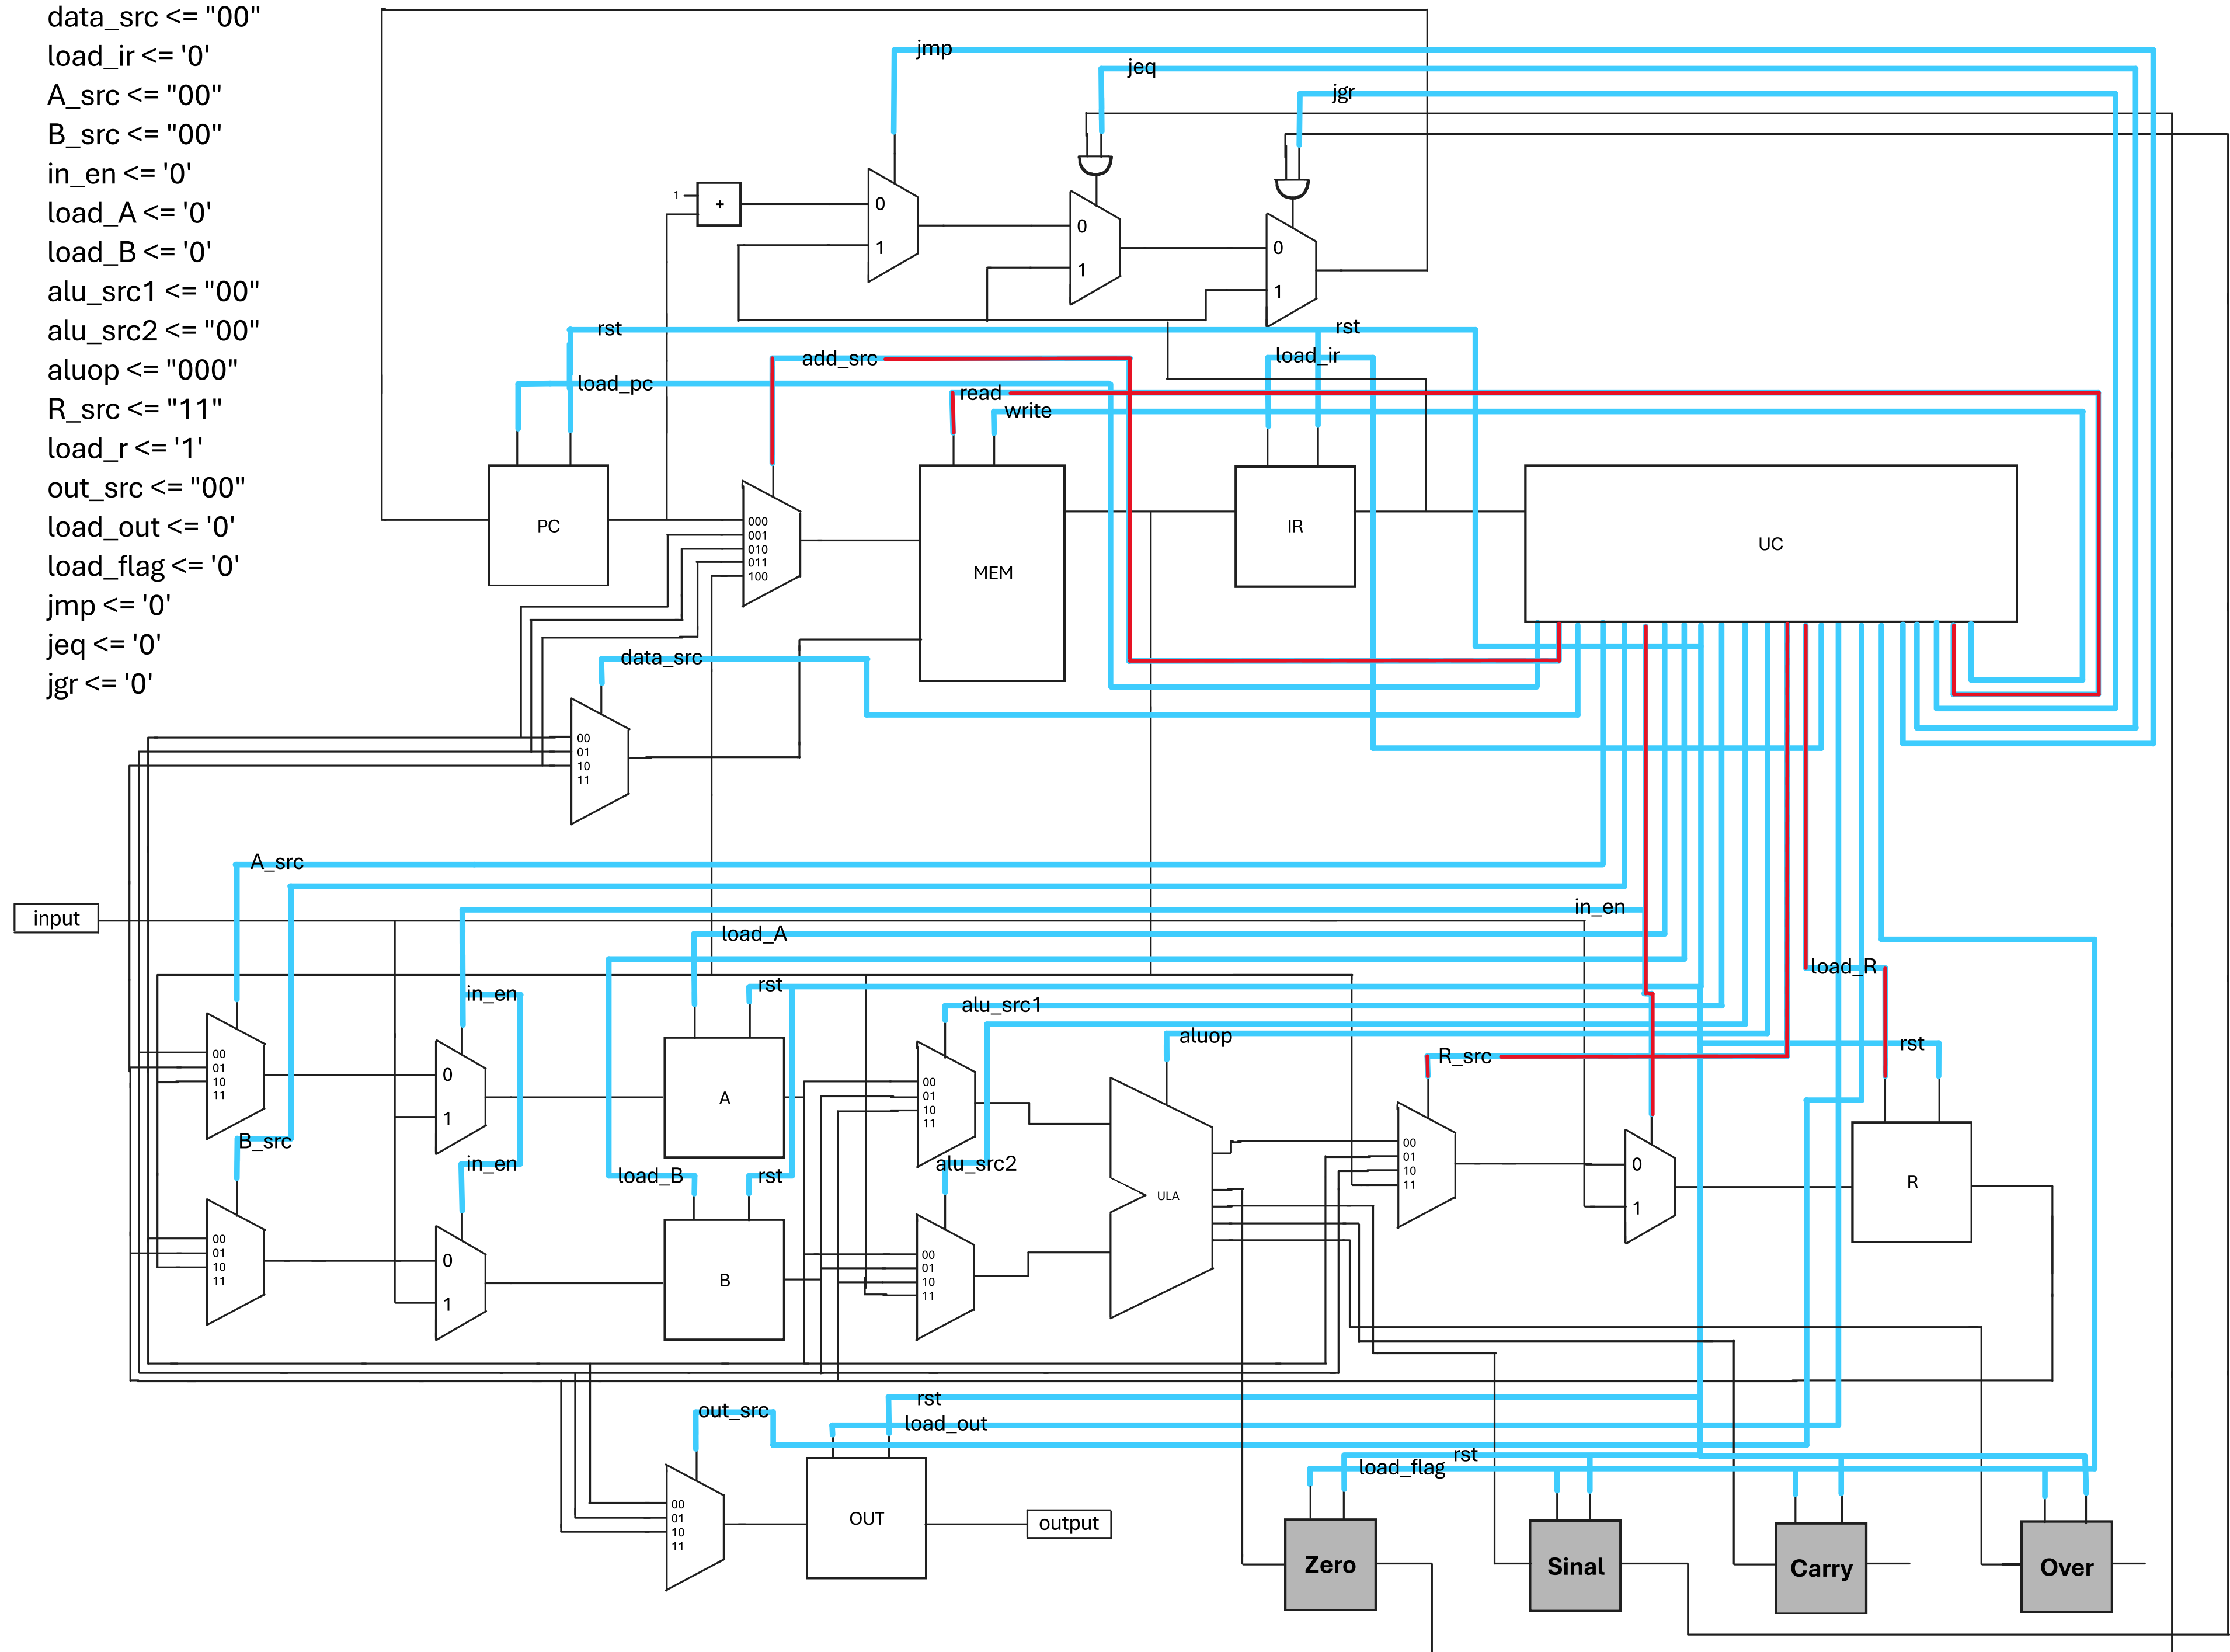 data_src <= "00"
load_ir <= '0'
A_src <= "00"
B_src <= "00"
in_en <= '0'
load_A <= '0'
load_B <= '0'
alu_src1 <= "00"
alu_src2 <= "00"
aluop <= "000"
R_src <= "11"
load_r <= '1'
out_src <= "00"
load_out <= '0'
load_flag <= '0'
jmp <= '0'
jeq <= '0'
jgr <= '0'
jmp
jeq
jgr
1
+
0
1
0
1
0
1
rst
rst
add_src
load_ir
load_pc
read
write
PC
000
001
010
011
100
MEM
IR
UC
data_src
00
01
10
11
A_src
input
in_en
load_A
load_R
in_en
rst
alu_src1
aluop
R_src
rst
00
01
10
11
0
1
A
00
01
10
11
B_src
in_en
load_B
rst
alu_src2
ULA
00
01
10
11
0
1
R
00
01
10
11
0
1
B
00
01
10
11
rst
out_src
load_out
rst
load_flag
00
01
10
11
OUT
output
Zero
Sinal
Carry
Over